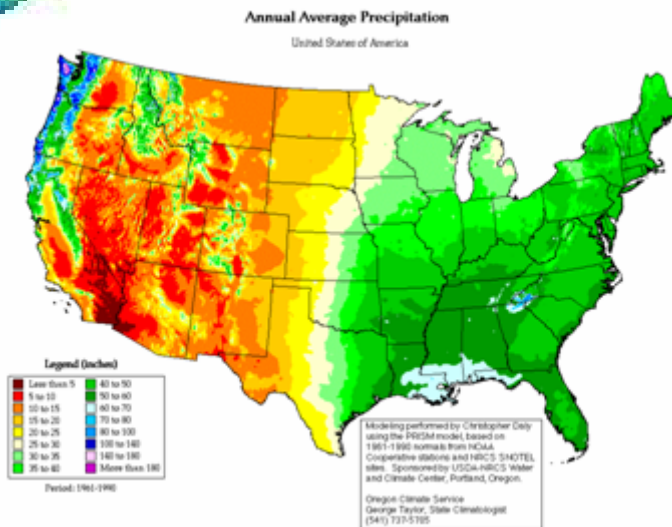 Annual Average Precipitation
United States of America
Legend (inches)
Less than 5
5 to 10
10 to 15
15 to 20
20 to 25
25 to 30
30 to 35
35 to 40
40 to 50
50 to 60
60 to 70
70 to 80
80 to 100
100 to 140
140 to 180
More than 180
Period: 1961-1990
Modeling performed by Christopher Daly
using the PRISM model, based on
1961-1990 normals from NOAA
Cooperative stations and NRCS SNOTEL
sites. Sponsored by USDA-NRCS Water
and Climate Center, Portland, Oregon.
Oregon Climate Service
George Taylor, State Climatologist
(541) 737-5705